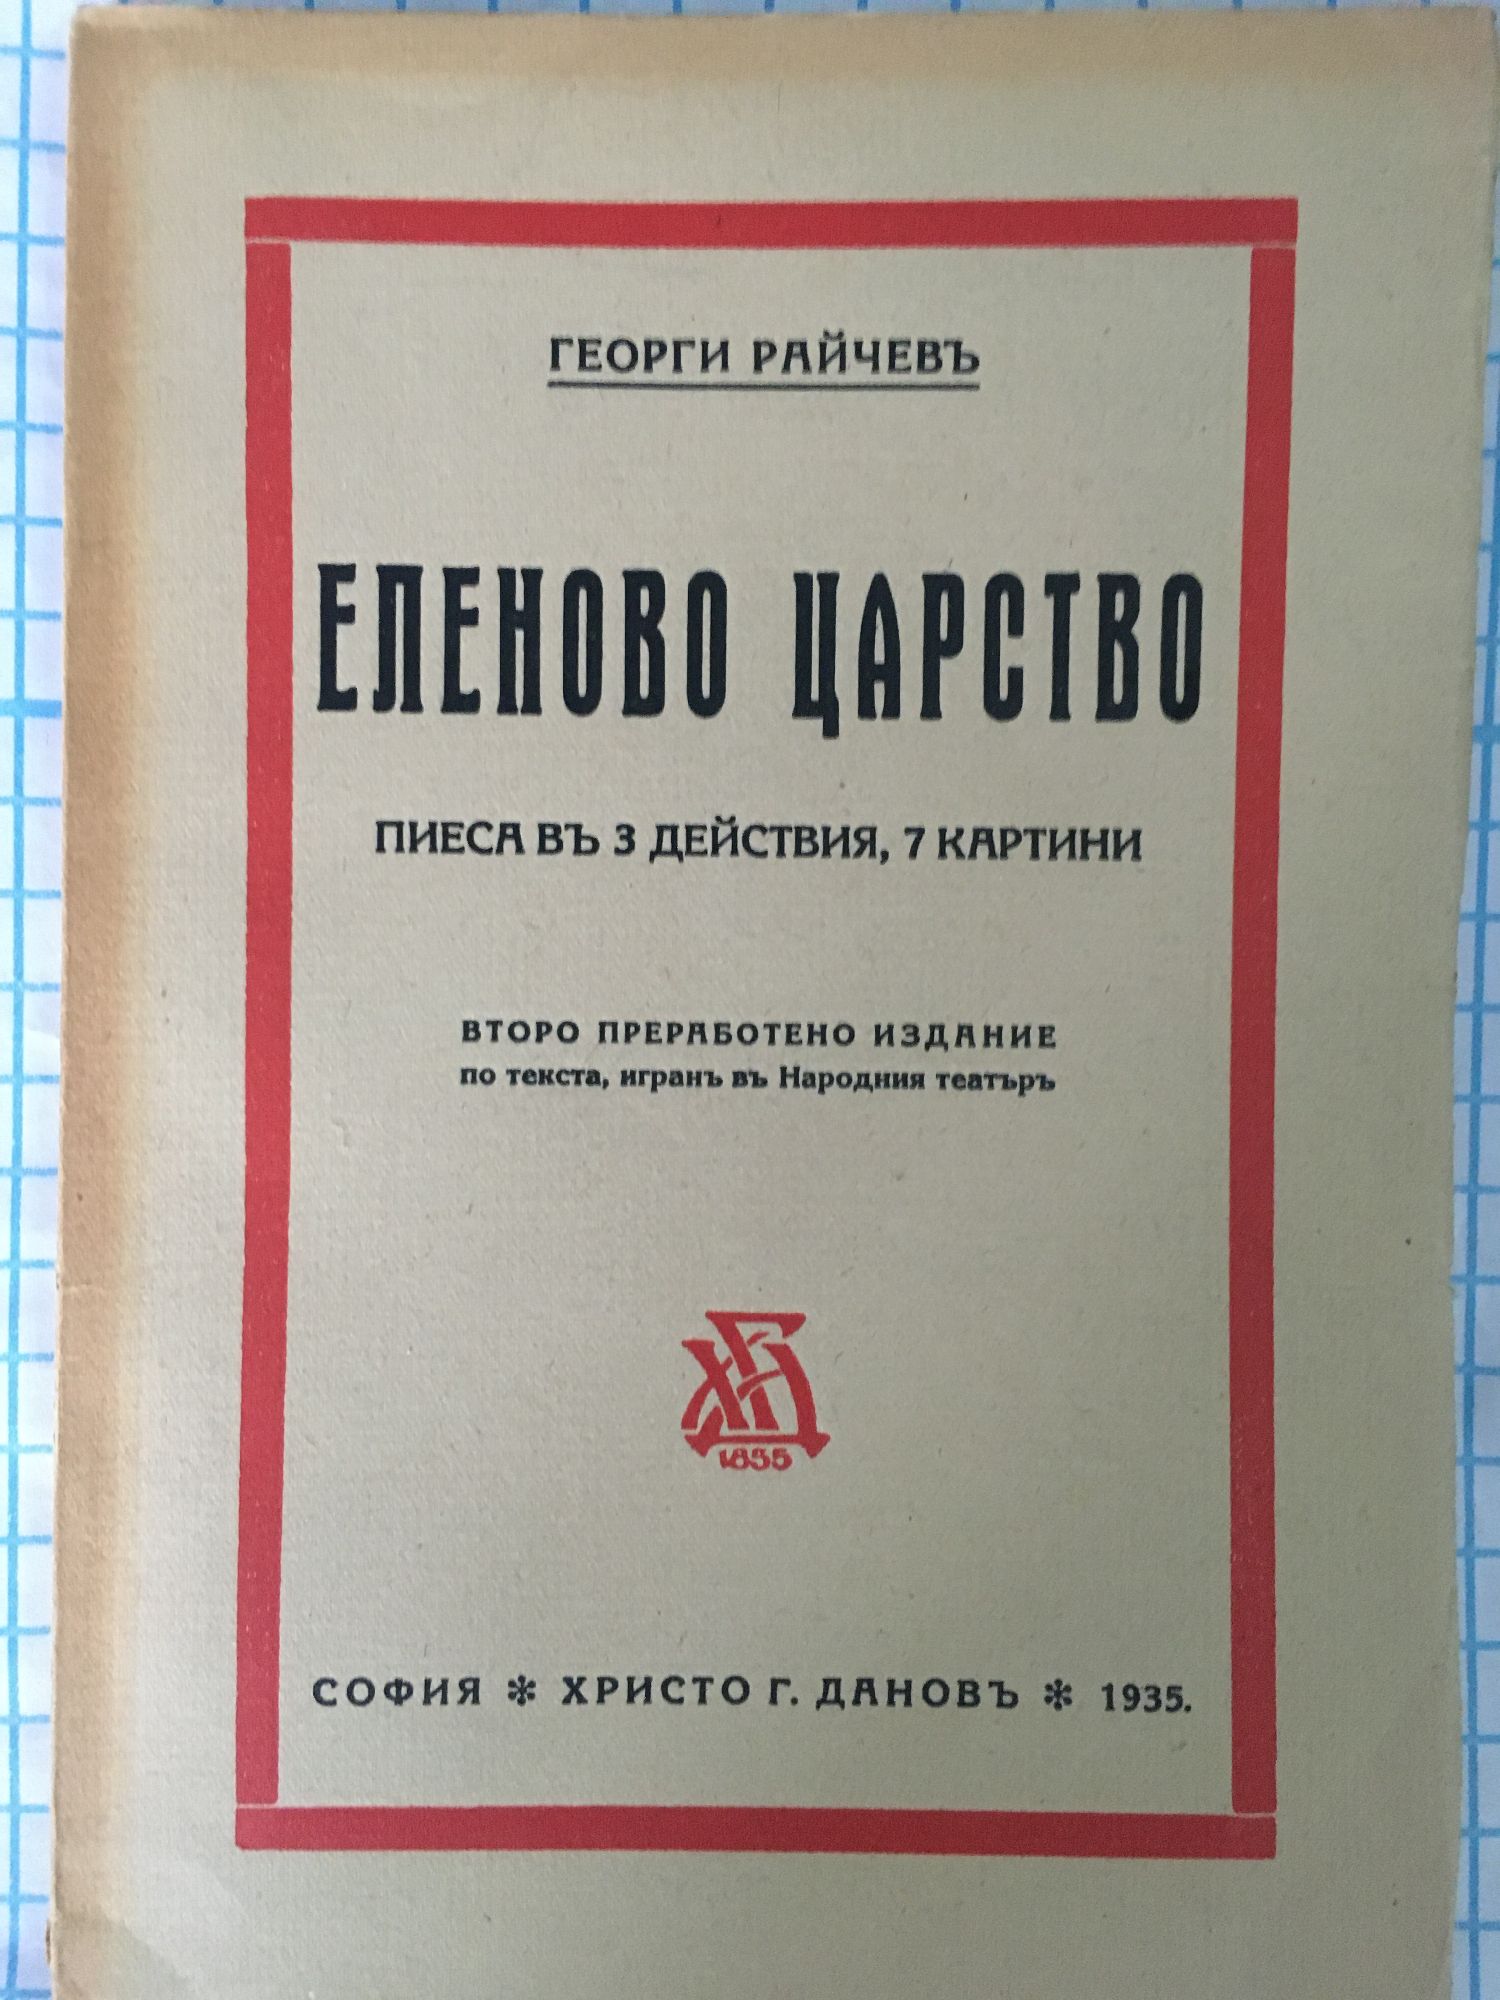 ГЕОРГИ РАЙЧЕВЪ
ЕЛЕНОВО ЦАРСТВО
ПИЕСА ВЪ 3 ДЕЙСТВИЯ, 7 КАРТИНИ
ВТОРО ПРЕРАБОТЕНО ИЗДАНИЕ
по текста, игранъ въ Народния театъръ
ХГД
1855
СОФИЯ * ХРИСТО Г. ДАНОВЪ * 1935.